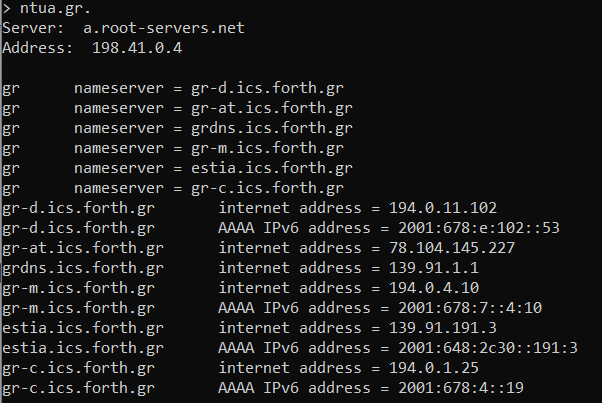 > ntua.gr.
Server:  a.root-servers.net
Address:  198.41.0.4

gr      nameserver = gr-d.ics.forth.gr
gr      nameserver = gr-at.ics.forth.gr
gr      nameserver = grdns.ics.forth.gr
gr      nameserver = gr-m.ics.forth.gr
gr      nameserver = estia.ics.forth.gr
gr      nameserver = gr-c.ics.forth.gr
gr-d.ics.forth.gr       internet address = 194.0.11.102
gr-d.ics.forth.gr       AAAA IPv6 address = 2001:678:e:102::53
gr-at.ics.forth.gr      internet address = 78.104.145.227
grdns.ics.forth.gr      internet address = 139.91.1.1
gr-m.ics.forth.gr       internet address = 194.0.4.10
gr-m.ics.forth.gr       AAAA IPv6 address = 2001:678:7::4:10
estia.ics.forth.gr      internet address = 139.91.191.3
estia.ics.forth.gr      AAAA IPv6 address = 2001:648:2c30::191:3
gr-c.ics.forth.gr       internet address = 194.0.1.25
gr-c.ics.forth.gr       AAAA IPv6 address = 2001:678:4::19